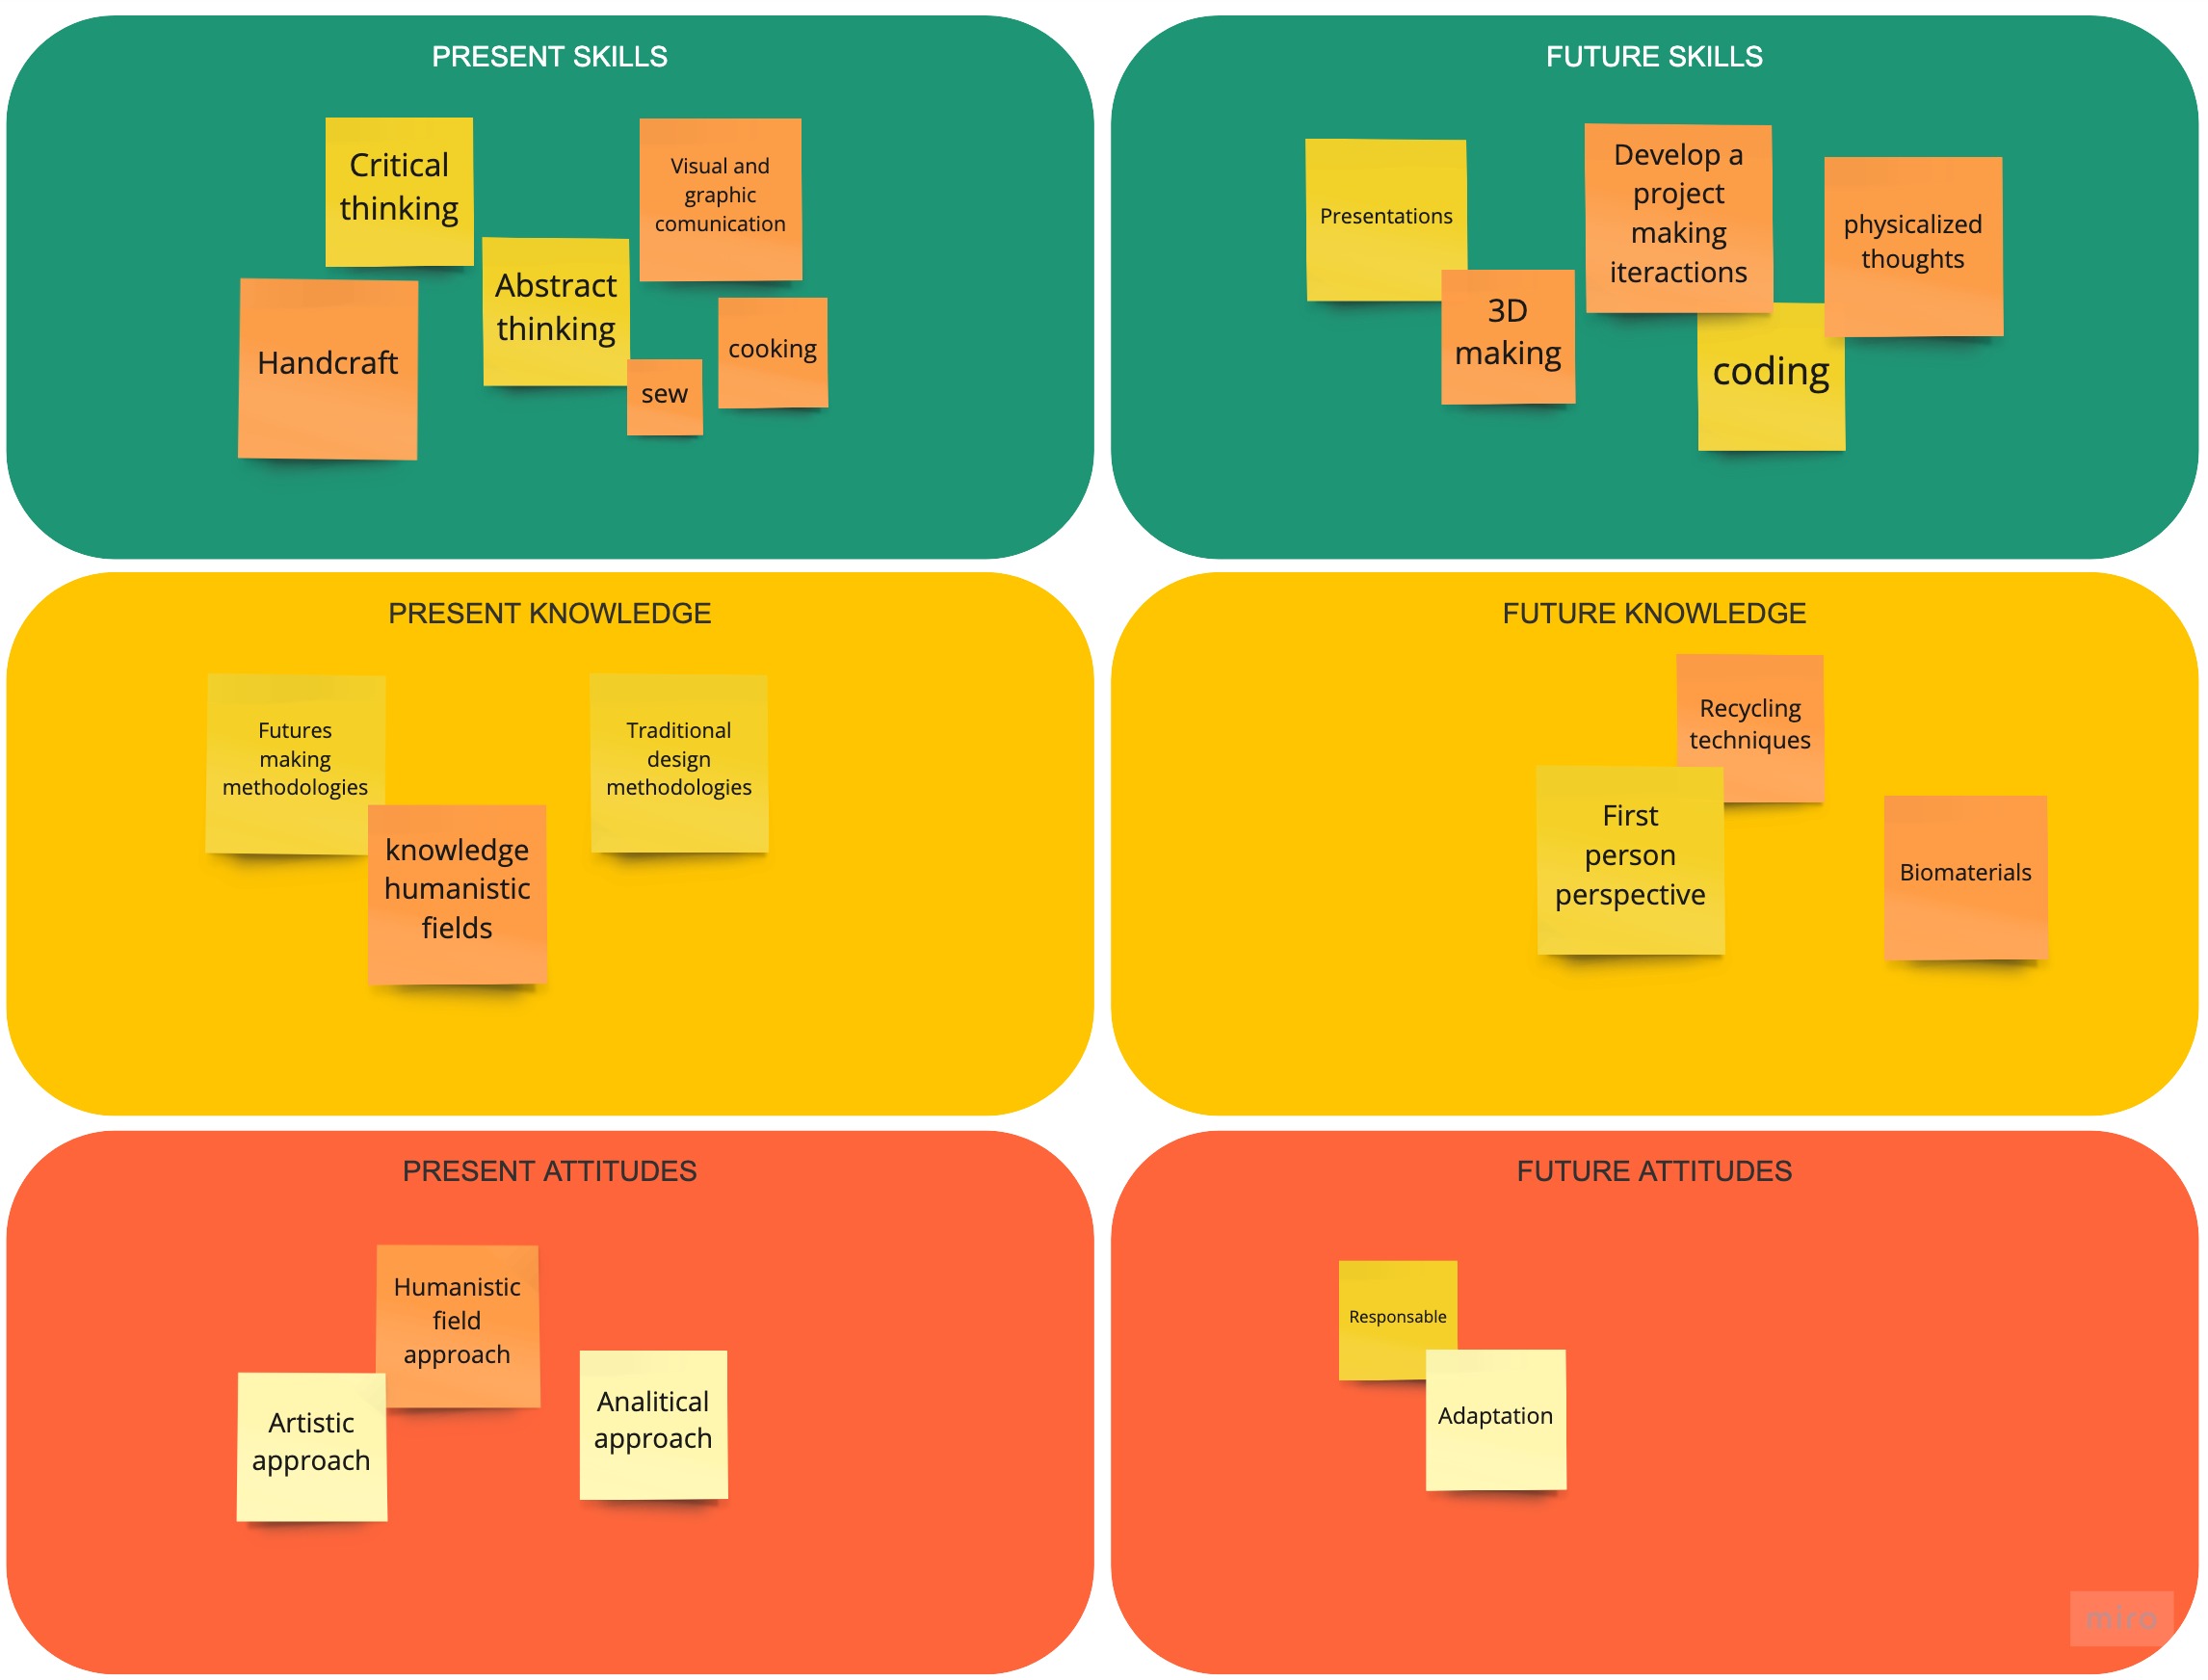 PRESENT SKILLS
Critical
thinking
Visual and
graphic
comunication
Abstract
thinking
Handcraft
cooking
sew
FUTURE SKILLS
Presentations
Develop a
project
making
iteractions
physicalized
thoughts
3D
making
coding
PRESENT KNOWLEDGE
Futures
making
methodologies
Traditional
design
methodologies
knowledge
humanistic
fields
FUTURE KNOWLEDGE
Recycling
techniques
First
person
perspective
Biomaterials
PRESENT ATTITUDES
Humanistic
field
approach
Artistic
approach
Analitical
approach
FUTURE ATTITUDES
Responsable
Adaptation
miro